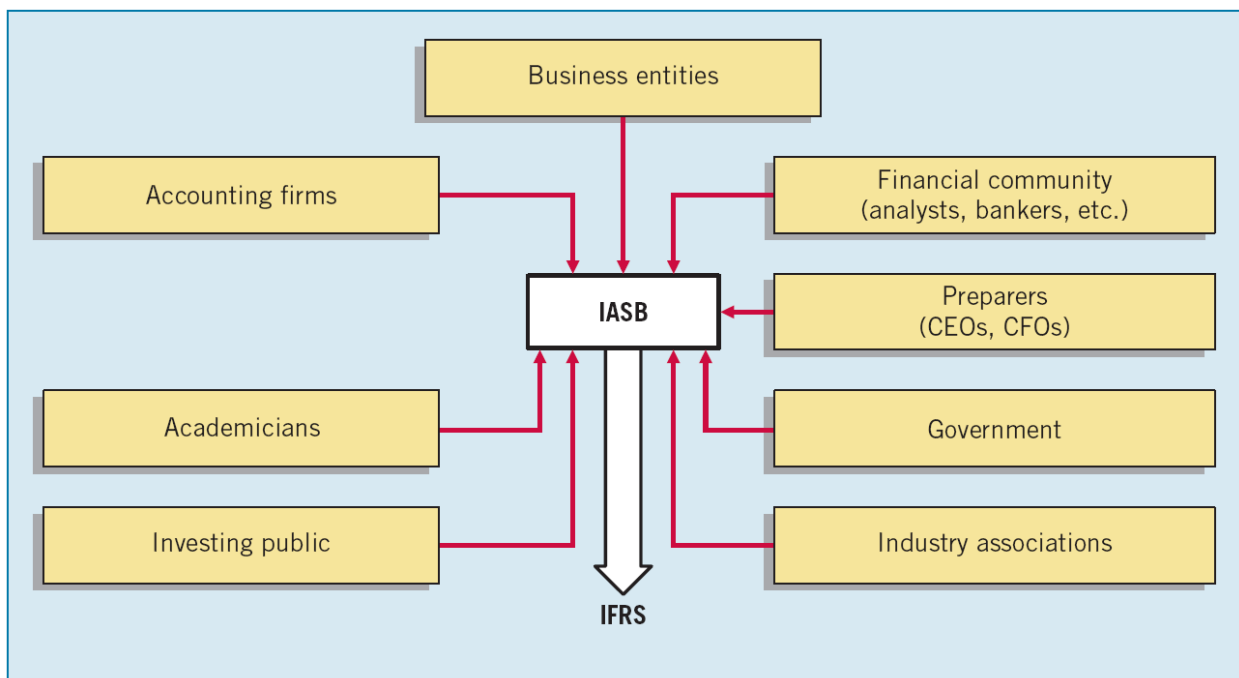 Business entities
Accounting firms
Financial community
(analysts, bankers, etc.)
IASB
Preparers
(CEOs, CFOs)
Academicians
Government
Investing public
Industry associations
IFRS